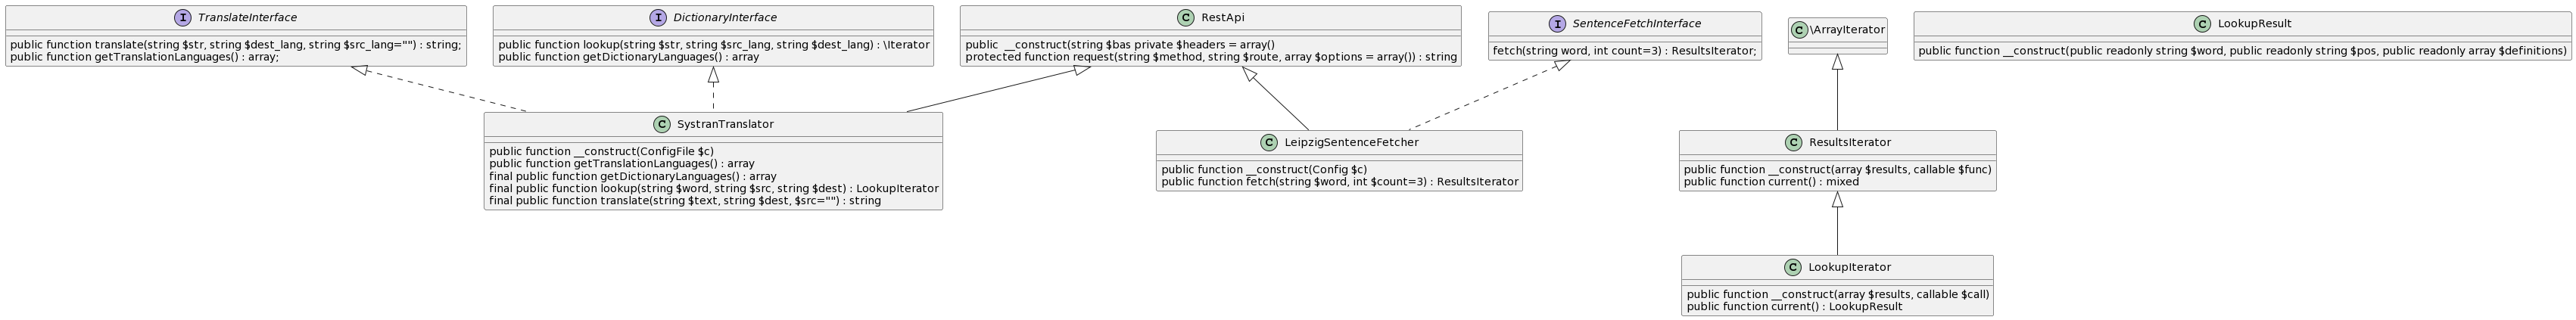 I TranslateInterface
public function translate(string $str, string $dest_lang, string $src_lang="") : string;
public function getTranslationLanguages() : array;
I DictionaryInterface
public function lookup(string $str, string $src_lang, string $dest_lang) : \Iterator
public function getDictionaryLanguages() : array
C RestApi
public  __construct(string $bas private $headers = array()
protected function request(string $method, string $route, array $options = array()) : string
I SentenceFetchInterface
fetch(string word, int count=3) : ResultsIterator;
C \ArrayIterator
C LookupResult
public function __construct(public readonly string $word, public readonly string $pos, public readonly array $definitions)
C SystranTranslator
public function __construct(ConfigFile $c)
public function getTranslationLanguages() : array
final public function getDictionaryLanguages() : array
final public function lookup(string $word, string $src, string $dest) : LookupIterator
final public function translate(string $text, string $dest, $src="") : string
C LeipzigSentenceFetcher
public function __construct(Config $c)
public function fetch(string $word, int $count=3) : ResultsIterator
C ResultsIterator
public function __construct(array $results, callable $func)
public function current() : mixed
C LookupIterator
public function __construct(array $results, callable $call)
public function current() : LookupResult